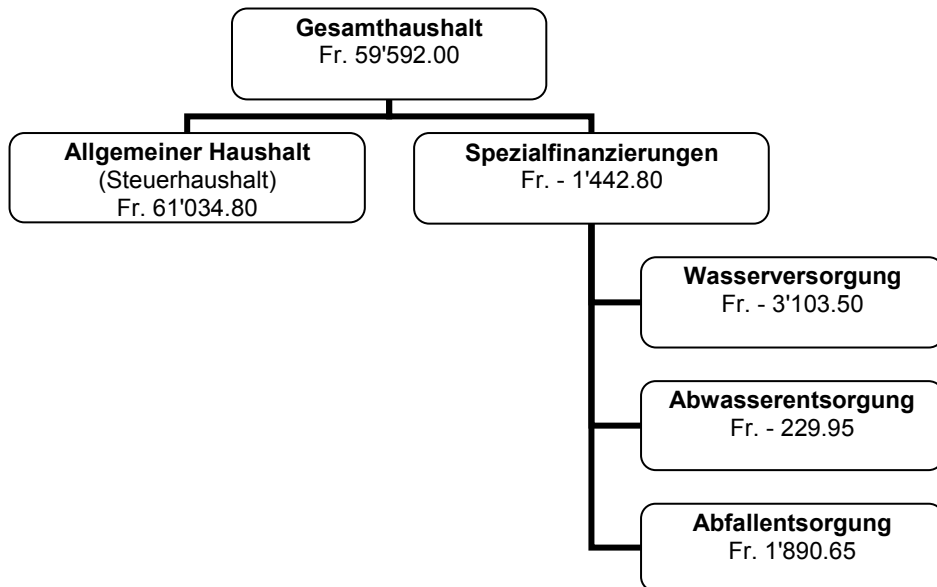 Gesamthaushalt
Fr. 59'592.00
Allgemeiner Haushalt
(Steuerhaushalt)
Fr. 61'034.80
Spezialfinanzierungen
Fr. - 1'442.80
Wasserversorgung
Fr. - 3'103.50
Abwasserentsorgung
Fr. - 229.95
Abfallentsorgung
Fr. 1'890.65